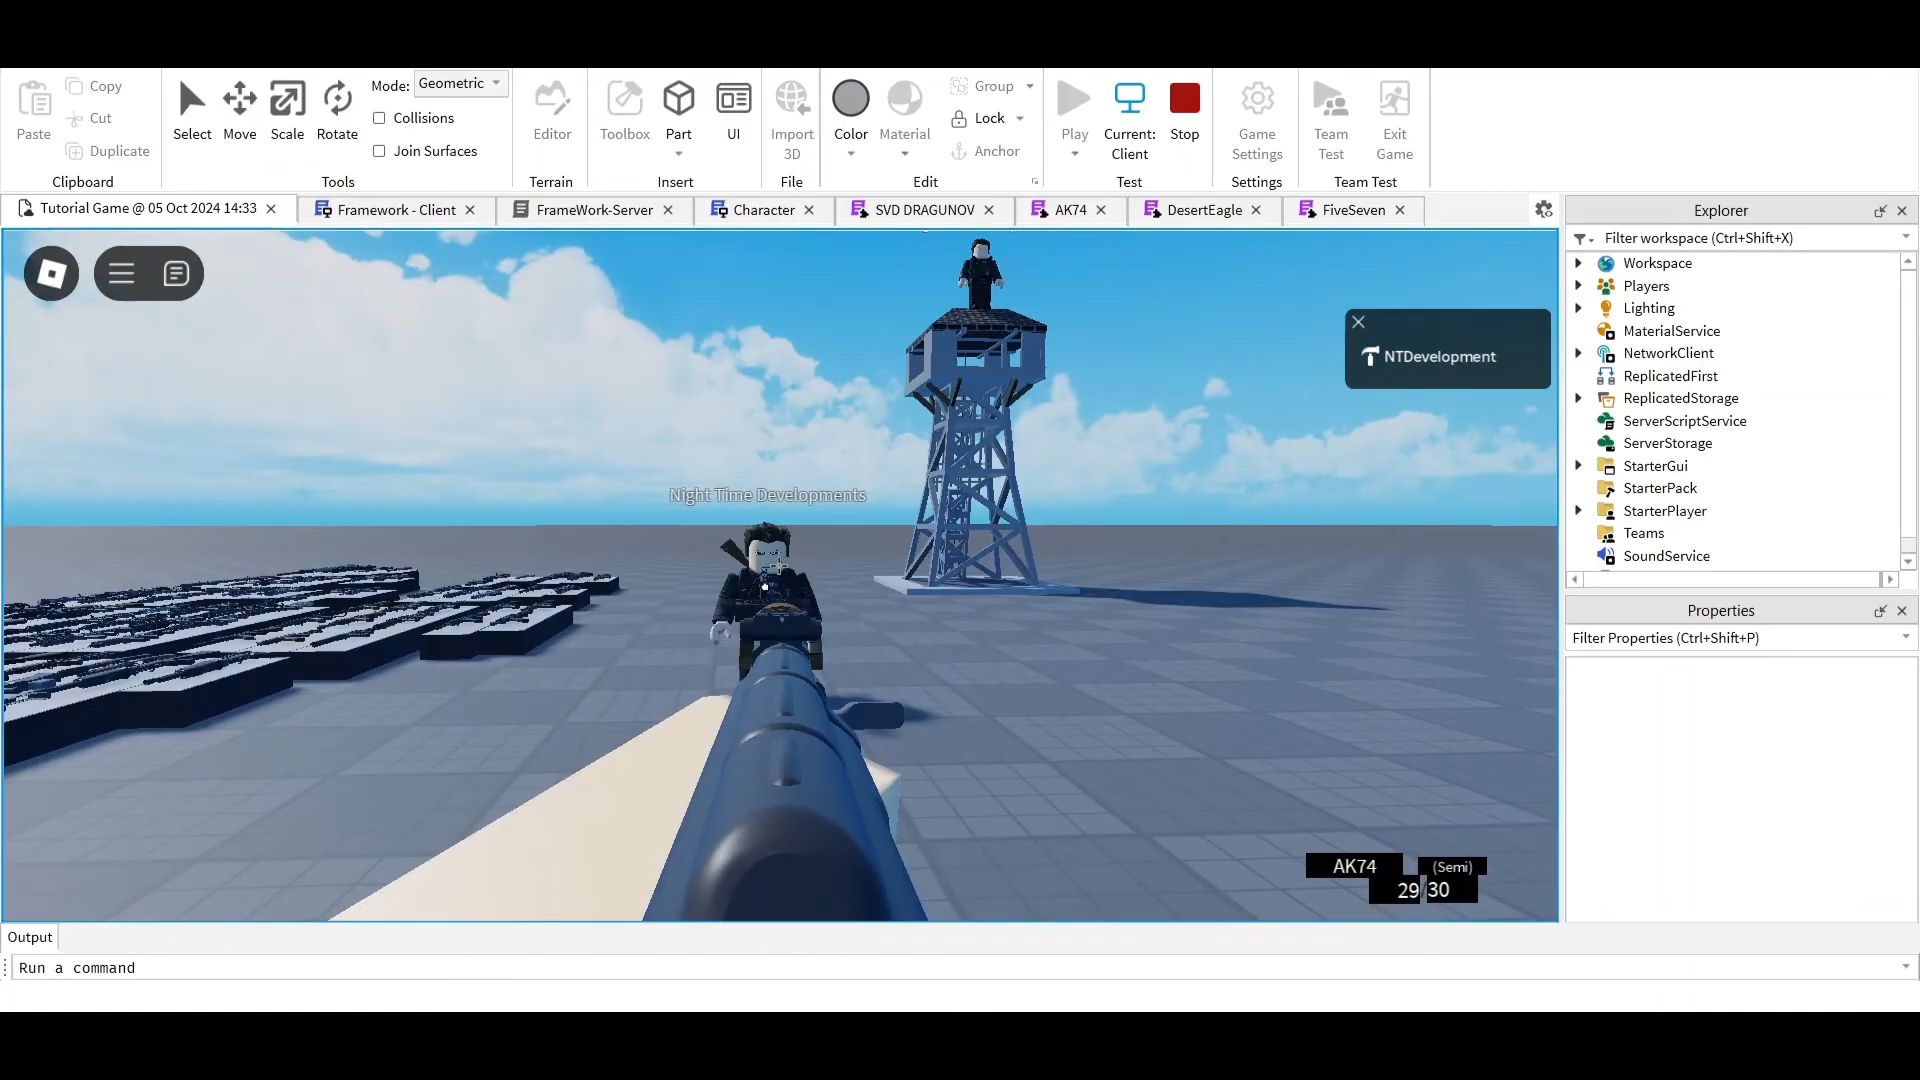 Paste
Copy
Cut
Duplicate
Clipboard
Select
Move
Scale
Rotate
Mode: Geometric
Collisions
Join Surfaces
Tools
Editor
Terrain
Toolbox
Part
UI
Insert
Import
3D
File
Color
Material
Group
Lock
Anchor
Edit
Play
Current:
Client
Stop
Test
Game
Settings
Settings
Team
Test
Exit
Game
Team Test
Tutorial Game @ 05 Oct 2024 14:33
Framework - Client
FrameWork-Server
Character
SVD DRAGUNOV
AK74
DesertEagle
FiveSeven
NTDevelopment
Night Time Developments
AK74
(Semi)
29/30
Explorer
Filter workspace (Ctrl+Shift+X)
Workspace
Players
Lighting
MaterialService
NetworkClient
ReplicatedFirst
ReplicatedStorage
ServerScriptService
ServerStorage
StarterGui
StarterPack
StarterPlayer
Teams
SoundService
Properties
Filter Properties (Ctrl+Shift+P)
Output
Run a command